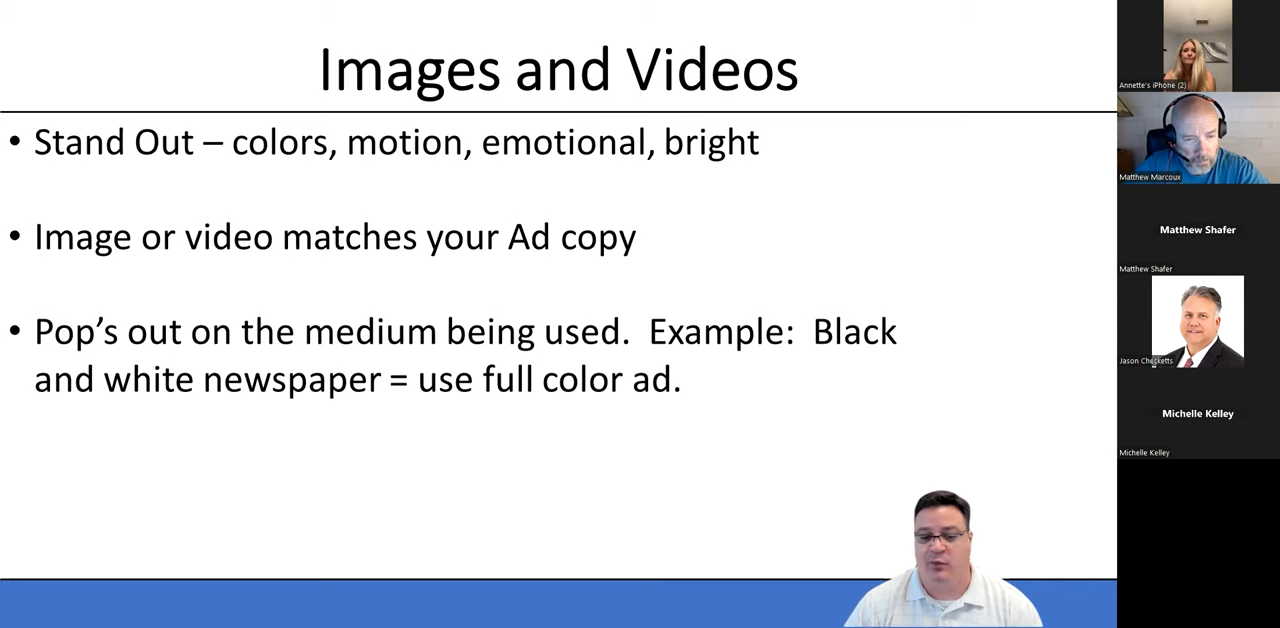 Images and Videos
• Stand Out – colors, motion, emotional, bright
• Image or video matches your Ad copy
• Pop’s out on the medium being used.  Example:  Black
and white newspaper = use full color ad.
Annette's iPhone (2)
Matthew Marcoux
Matthew Shafer
Matthew Shafer
Jason Checketts
Michelle Kelley
Michelle Kelley